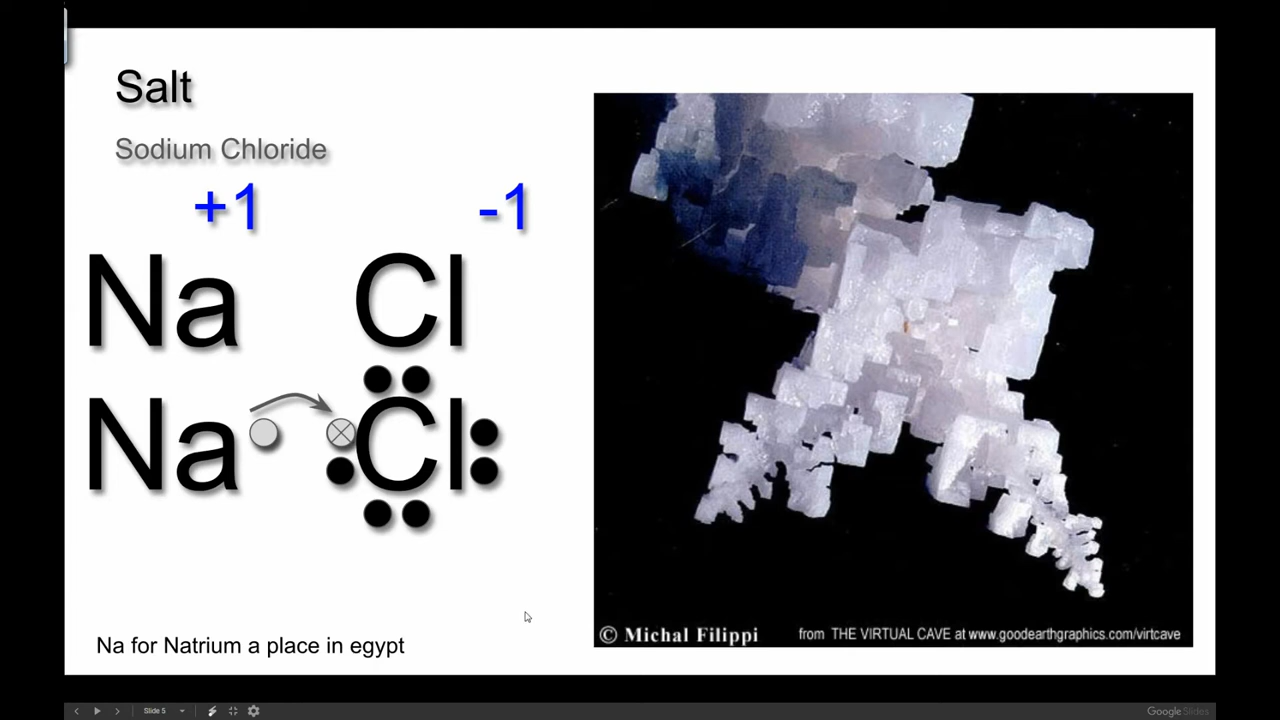 Salt
Sodium Chloride
+1 -1
Na Cl
Na Cl
Na for Natrium a place in egypt
© Michal Filippi from THE VIRTUAL CAVE at www.goodearthgraphics.com/virtcave
Slide 5
Google Slides